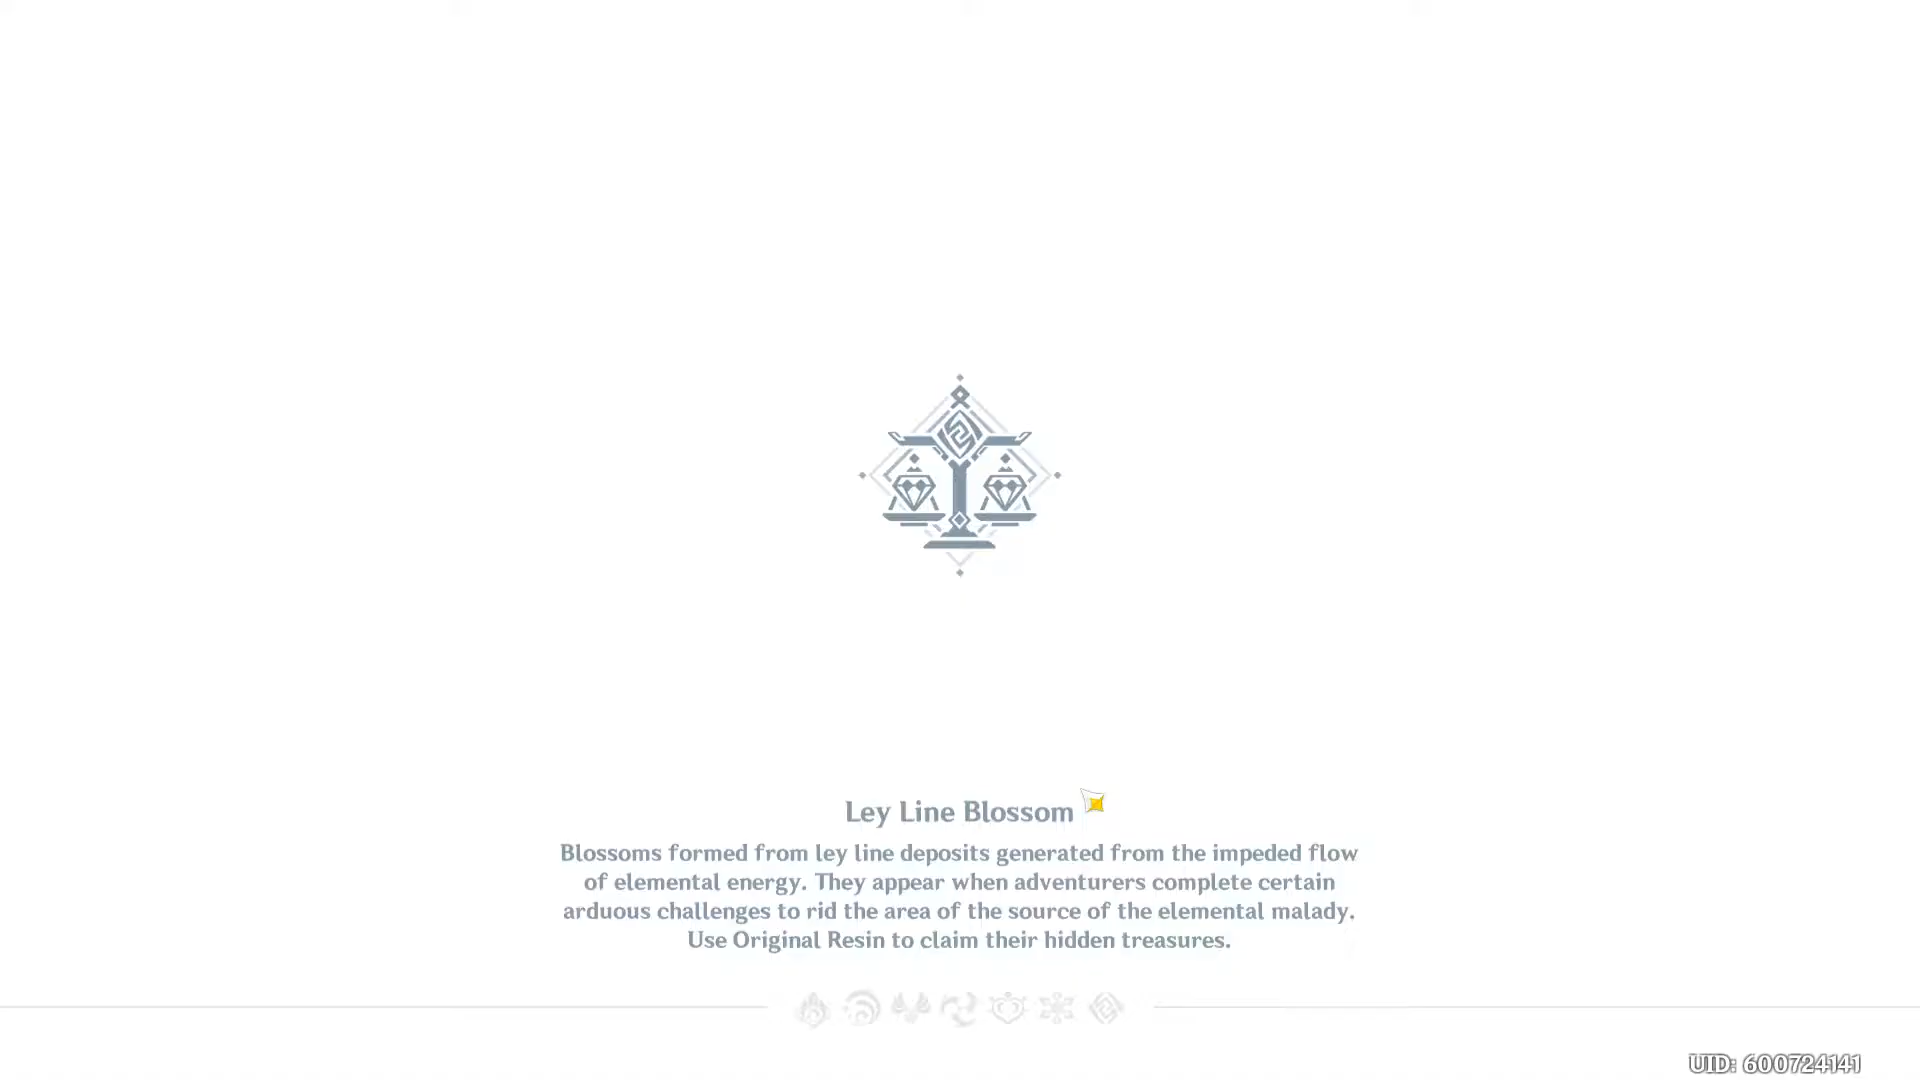 Ley Line Blossom
Blossoms formed from ley line deposits generated from the impeded flow
of elemental energy. They appear when adventurers complete certain
arduous challenges to rid the area of the source of the elemental malady.
Use Original Resin to claim their hidden treasures.
UID: 600724141